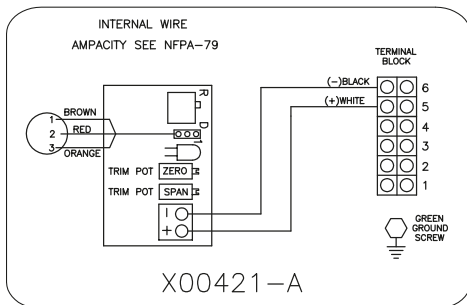 INTERNAL WIRE
AMPACITY SEE NFPA-79
TERMINAL
BLOCK
(-)BLACK
6
(+)WHITE
5
4
3
2
1
R
D
1
BROWN
1
RED
2
ORANGE
3
TRIM POT ZERO
TRIM POT SPAN
-
+
GREEN
GROUND
SCREW
X00421-A